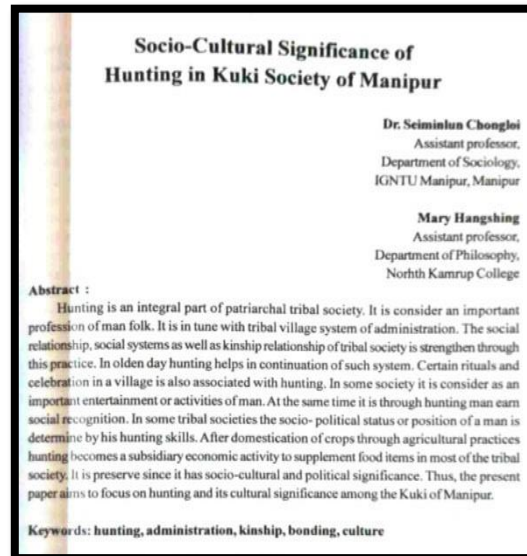 Socio-Cultural Significance of
Hunting in Kuki Society of Manipur
Dr. Seiminlun Chongloi
Assistant professor,
Department of Sociology,
IGNTU Manipur, Manipur
Mary Hangshing
Assistant professor,
Department of Philosophy,
Norhth Kamrup College
Abstract :
Hunting is an integral part of patriarchal tribal society. It is consider an important
profession of man folk. It is in tune with tribal village system of administration. The social
relationship, social systems as well as kinship relationship of tribal society is strengthen through
this practice. In olden day hunting helps in continuation of such system. Certain rituals and
celebration in a village is also associated with hunting. In some society it is consider as an
important entertainment or activities of man. At the same time it is through hunting man earn
social recognition. In some tribal societies the socio- political status or position of a man is
determine by his hunting skills. After domestication of crops through agricultural practices
hunting becomes a subsidiary economic activity to supplement food items in most of the tribal
society. It is preserve since it has socio-cultural and political significance. Thus, the present
paper aims to focus on hunting and its cultural significance among the Kuki of Manipur.
Keywords: hunting, administration, kinship, bonding, culture